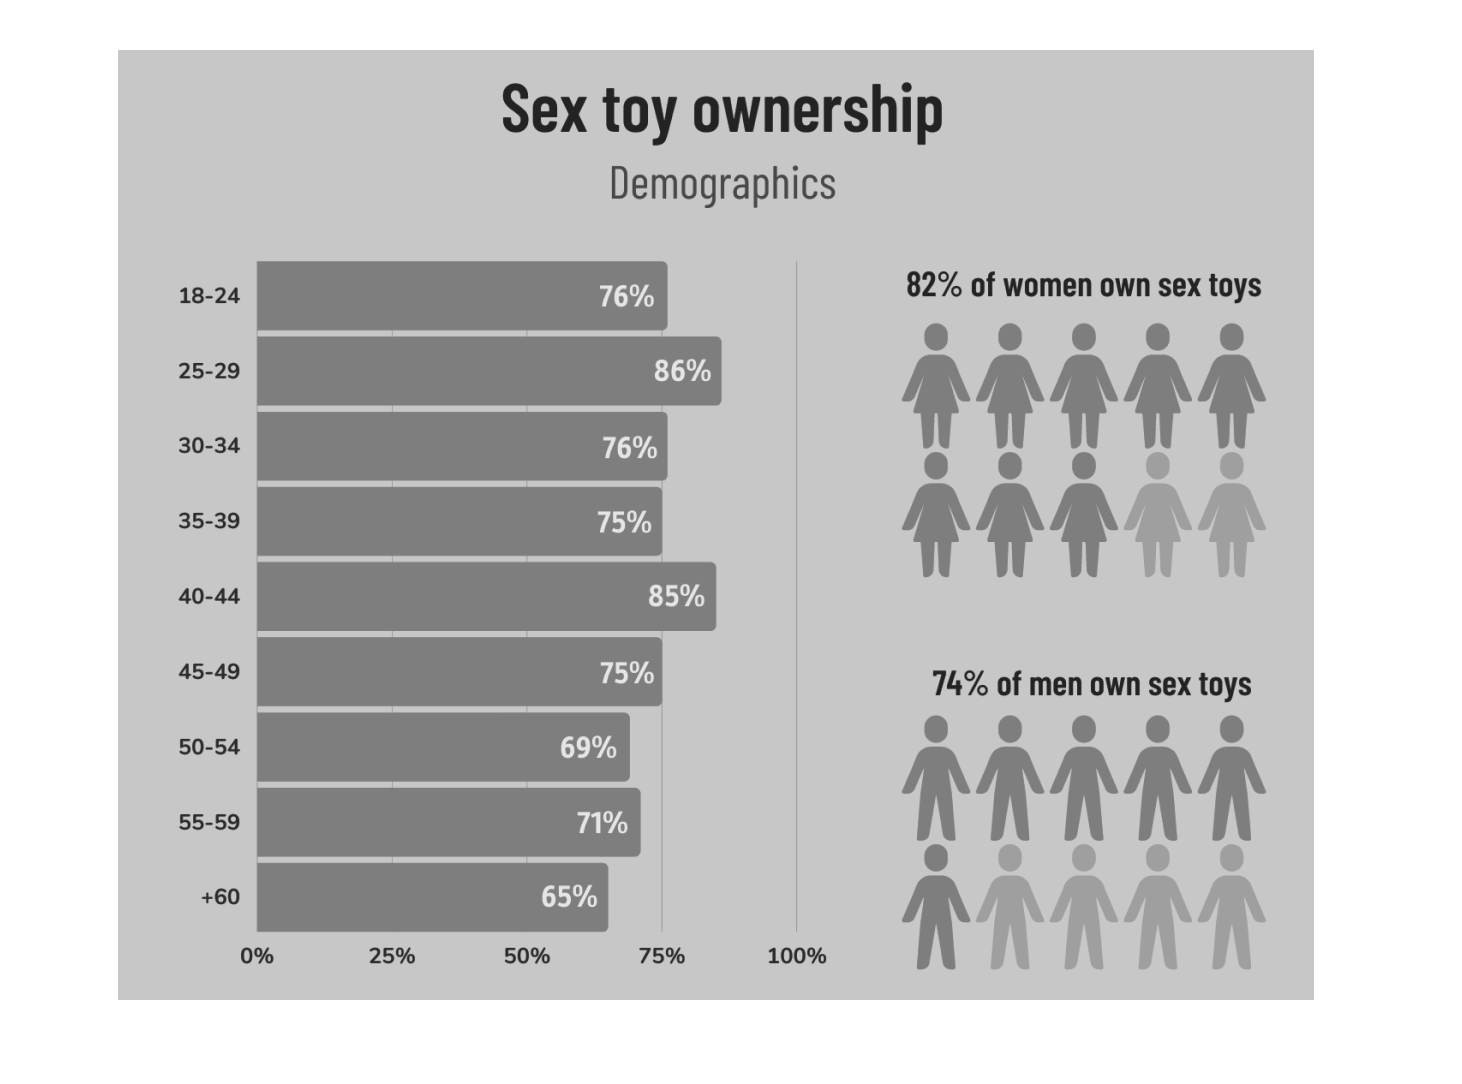 Sex toy ownership
Demographics
18-24 76%
25-29 86%
30-34 76%
35-39 75%
40-44 85%
45-49 75%
50-54 69%
55-59 71%
+60 65%
0% 25% 50% 75% 100%
82% of women own sex toys
74% of men own sex toys